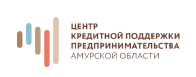 ЦЕНТР
КРЕДИТНОЙ ПОДДЕРЖКИ
ПРЕДПРИНИМАТЕЛЬСТВА
АМУРСКОЙ ОБЛАСТИ